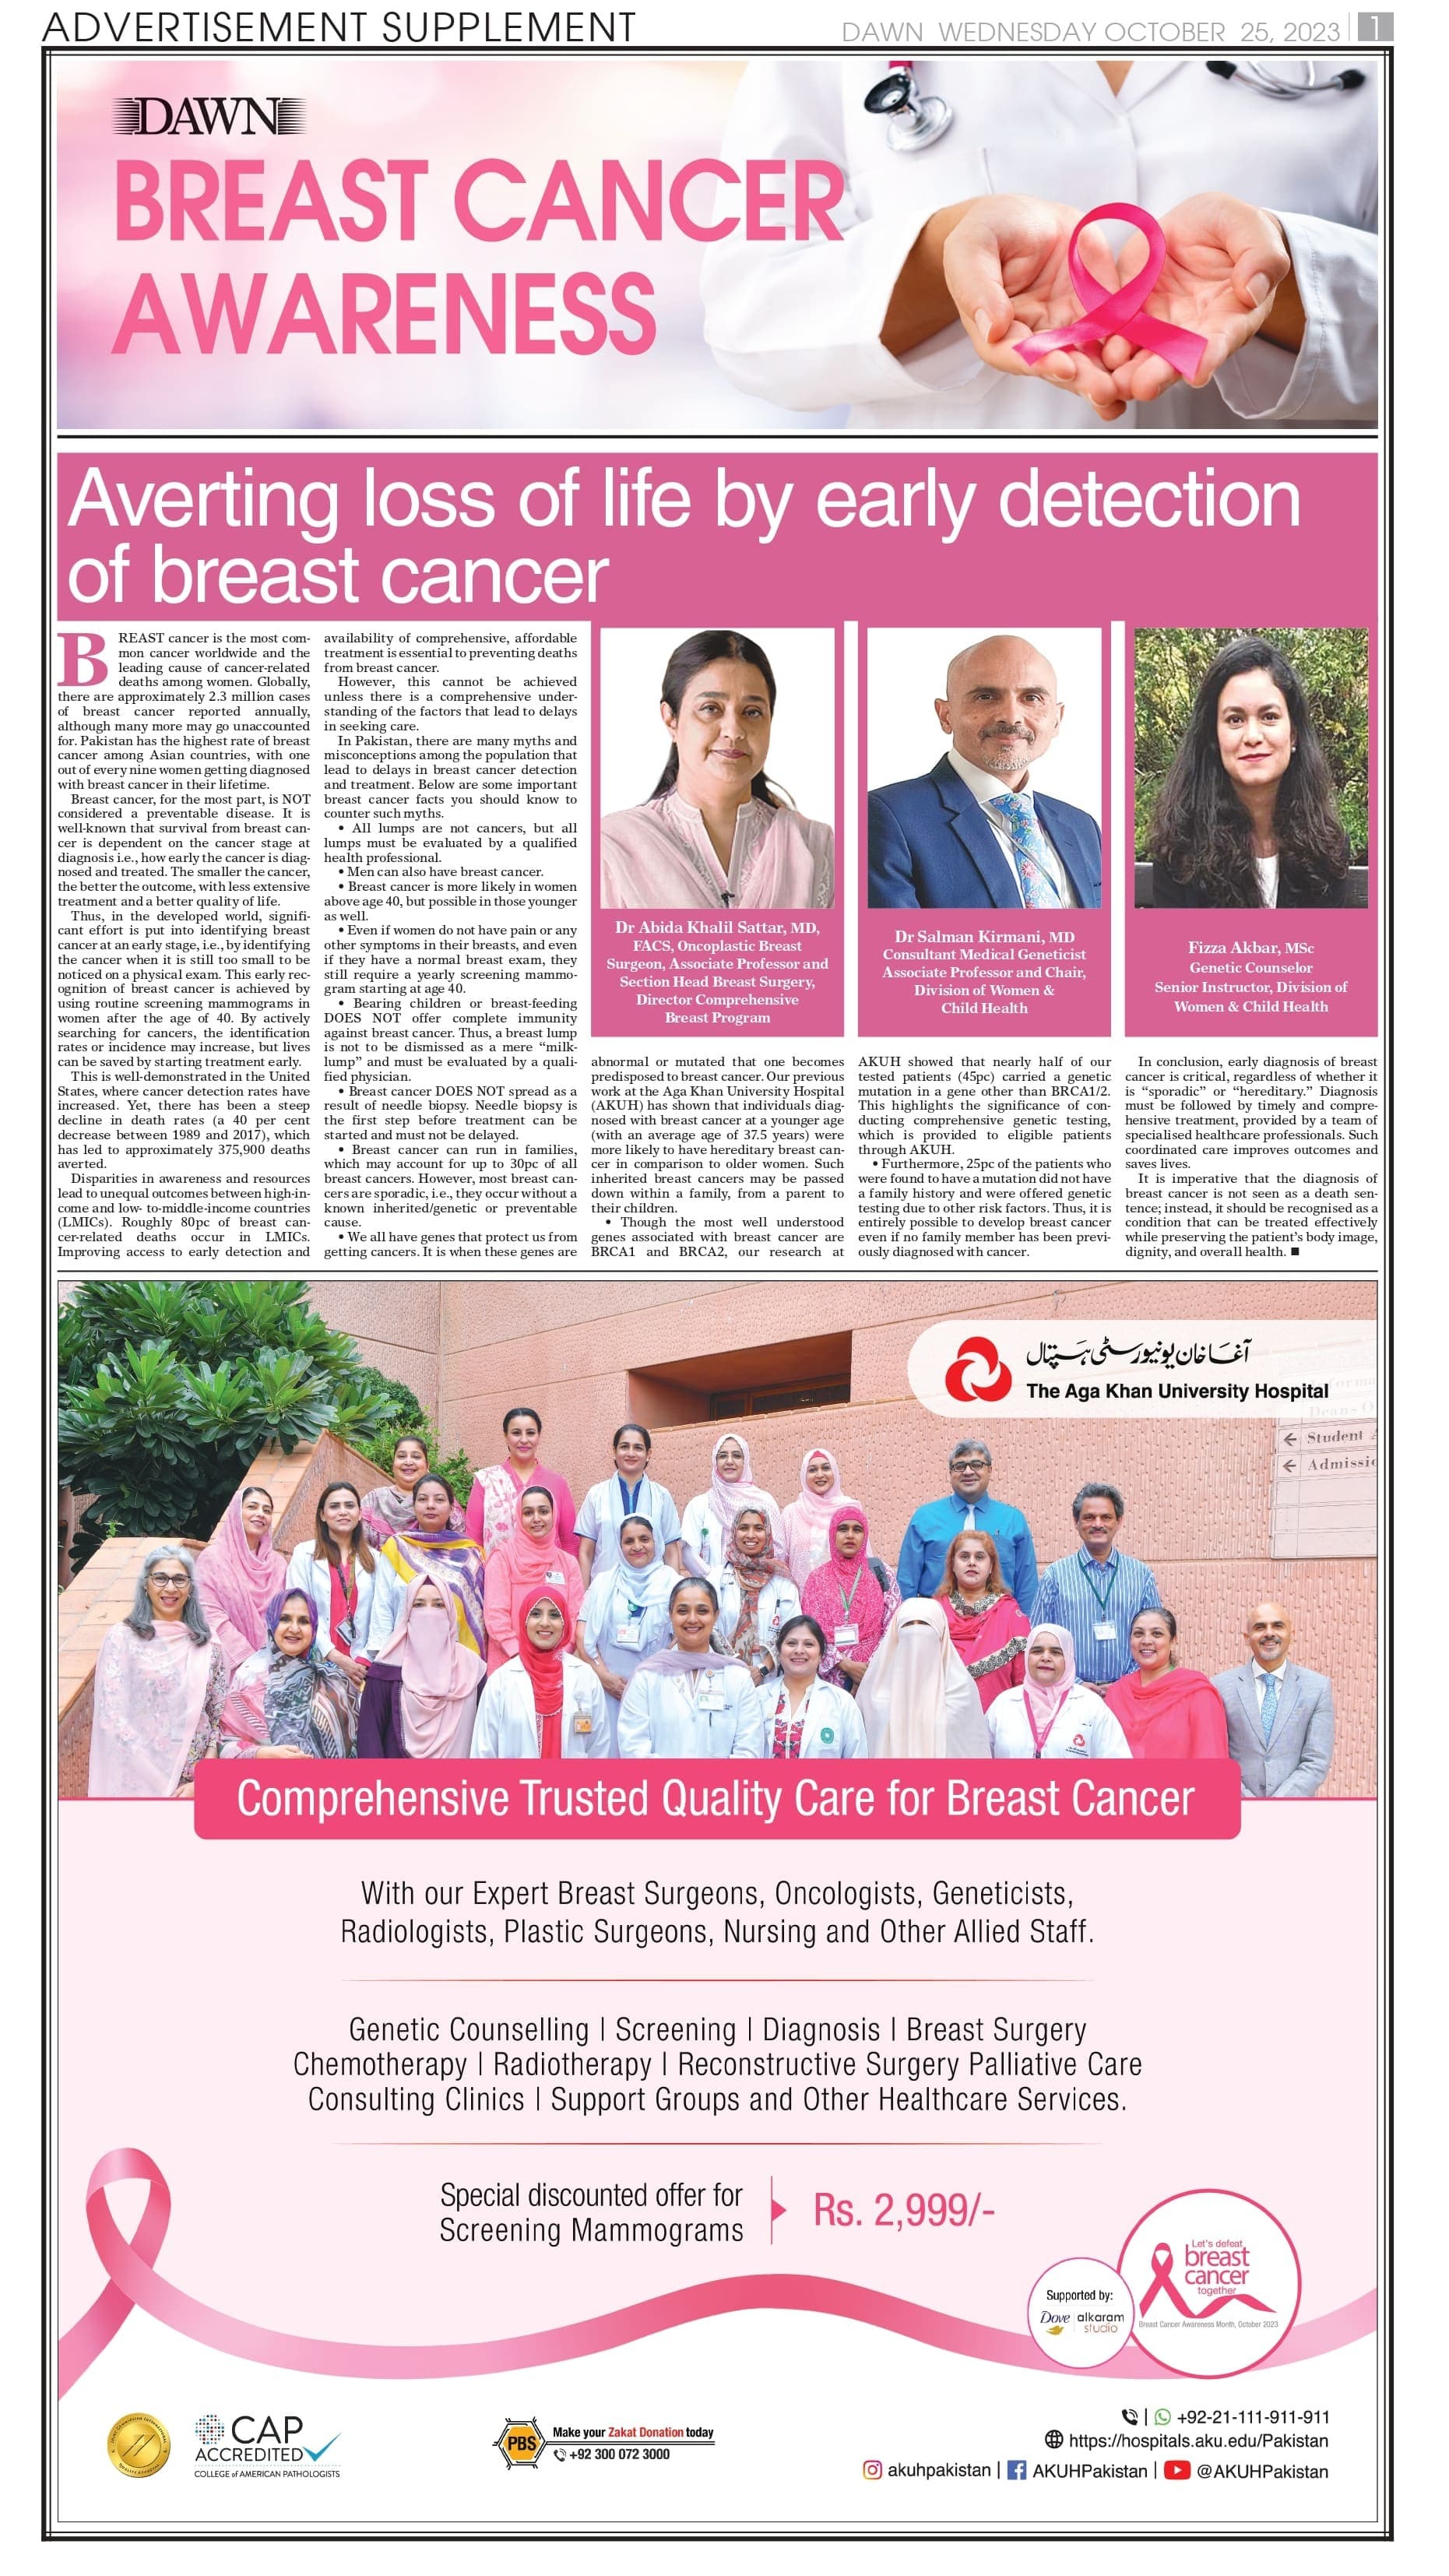 ADVERTISEMENT SUPPLEMENT
DAWN WEDNESDAY OCTOBER 25, 2023 1
DAWN
BREAST CANCER
AWARENESS
Averting loss of life by early detection
of breast cancer
BREAST cancer is the most com-
mon cancer worldwide and the
leading cause of cancer-related
deaths among women. Globally,
there are approximately 2.3 million cases
of breast cancer reported annually,
although many more may go unaccounted
for. Pakistan has the highest rate of breast
cancer among Asian countries, with one
out of every nine women getting diagnosed
with breast cancer in their lifetime.
Breast cancer, for the most part, is NOT
considered a preventable disease. It is
well-known that survival from breast can-
cer is dependent on the cancer stage at
diagnosis i.e., how early the cancer is diag-
nosed and treated. The smaller the cancer,
the better the outcome, with less extensive
treatment and a better quality of life.
Thus, in the developed world, signifi-
cant effort is put into identifying breast
cancer at an early stage, i.e., by identifying
the cancer when it is still too small to be
noticed on a physical exam. This early rec-
ognition of breast cancer is achieved by
using routine screening mammograms in
women after the age of 40. By actively
searching for cancers, the identification
rates or incidence may increase, but lives
can be saved by starting treatment early.
This is well-demonstrated in the United
States, where cancer detection rates have
increased. Yet, there has been a steep
decline in death rates (a 40 per cent
decrease between 1989 and 2017), which
has led to approximately 375,900 deaths
averted.
Disparities in awareness and resources
lead to unequal outcomes between high-in-
come and low- to-middle-income countries
(LMICs). Roughly 80pc of breast can-
cer-related deaths occur in LMICs.
Improving access to early detection and
availability of comprehensive, affordable
treatment is essential to preventing deaths
from breast cancer.
However, this cannot be achieved
unless there is a comprehensive under-
standing of the factors that lead to delays
in seeking care.
In Pakistan, there are many myths and
misconceptions among the population that
lead to delays in breast cancer detection
and treatment. Below are some important
breast cancer facts you should know to
counter such myths.
• All lumps are not cancers, but all
lumps must be evaluated by a qualified
health professional.
• Men can also have breast cancer.
• Breast cancer is more likely in women
above age 40, but possible in those younger
as well.
• Even if women do not have pain or any
other symptoms in their breasts, and even
if they have a normal breast exam, they
still require a yearly screening mammo-
gram starting at age 40.
• Bearing children or breast-feeding
DOES NOT offer complete immunity
against breast cancer. Thus, a breast lump
is not to be dismissed as a mere “milk-
lump” and must be evaluated by a quali-
fied physician.
• Breast cancer DOES NOT spread as a
result of needle biopsy. Needle biopsy is
the first step before treatment can be
started and must not be delayed.
• Breast cancer can run in families,
which may account for up to 30pc of all
breast cancers. However, most breast can-
cers are sporadic, i.e., they occur without a
known inherited/genetic or preventable
cause.
• We all have genes that protect us from
getting cancers. It is when these genes are
Dr Abida Khalil Sattar, MD,
FACS, Oncoplastic Breast
Surgeon, Associate Professor and
Section Head Breast Surgery,
Director Comprehensive
Breast Program
Dr Salman Kirmani, MD
Consultant Medical Geneticist
Associate Professor and Chair,
Division of Women &
Child Health
Fizza Akbar, MSc
Genetic Counselor
Senior Instructor, Division of
Women & Child Health
abnormal or mutated that one becomes
predisposed to breast cancer. Our previous
work at the Aga Khan University Hospital
(AKUH) has shown that individuals diag-
nosed with breast cancer at a younger age
(with an average age of 37.5 years) were
more likely to have hereditary breast can-
cer in comparison to older women. Such
inherited breast cancers may be passed
down within a family, from a parent to
their children.
• Though the most well understood
genes associated with breast cancer are
BRCA1 and BRCA2, our research at
AKUH showed that nearly half of our
tested patients (45pc) carried a genetic
mutation in a gene other than BRCA1/2.
This highlights the significance of con-
ducting comprehensive genetic testing,
which is provided to eligible patients
through AKUH.
• Furthermore, 25pc of the patients who
were found to have a mutation did not have
a family history and were offered genetic
testing due to other risk factors. Thus, it is
entirely possible to develop breast cancer
even if no family member has been previ-
ously diagnosed with cancer.
In conclusion, early diagnosis of breast
cancer is critical, regardless of whether it
is “sporadic” or “hereditary.” Diagnosis
must be followed by timely and compre-
hensive treatment, provided by a team of
specialised healthcare professionals. Such
coordinated care improves outcomes and
saves lives.
It is imperative that the diagnosis of
breast cancer is not seen as a death sen-
tence; instead, it should be recognised as a
condition that can be treated effectively
while preserving the patient’s body image,
dignity, and overall health. ■
آغا خان یونیورسٹی ہسپتال
The Aga Khan University Hospital
← Student
← Admissi
Comprehensive Trusted Quality Care for Breast Cancer
With our Expert Breast Surgeons, Oncologists, Geneticists,
Radiologists, Plastic Surgeons, Nursing and Other Allied Staff.
Genetic Counselling | Screening | Diagnosis | Breast Surgery
Chemotherapy | Radiotherapy | Reconstructive Surgery Palliative Care
Consulting Clinics | Support Groups and Other Healthcare Services.
Special discounted offer for
Screening Mammograms
Rs. 2,999/-
Supported by:
Dove alkaram
studio
Let's defeat
breast
cancer
together
Breast Cancer Awareness Month, October 2023
CAP
ACCREDITED
COLLEGE of AMERICAN PATHOLOGISTS
PBS
Make your Zakat Donation today
+92 300 072 3000
| +92-21-111-911-911
https://hospitals.aku.edu/Pakistan
akuhpakistan | AKUHPakistan | @AKUHPakistan